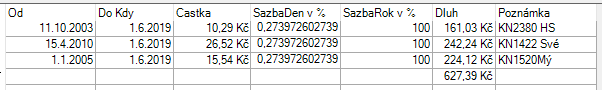 Od Do Kdy Castka SazbaDen v % SazbaRok v % Dluh Poznámka
11.10.2003 1.6.2019 10,29 Kč 0,273972602739 100 161,03 Kč KN2380 HS
15.4.2010 1.6.2019 26,52 Kč 0,273972602739 100 242,24 Kč KN1422 Své
1.1.2005 1.6.2019 15,54 Kč 0,273972602739 100 224,12 Kč KN1520Mý
627,39 Kč